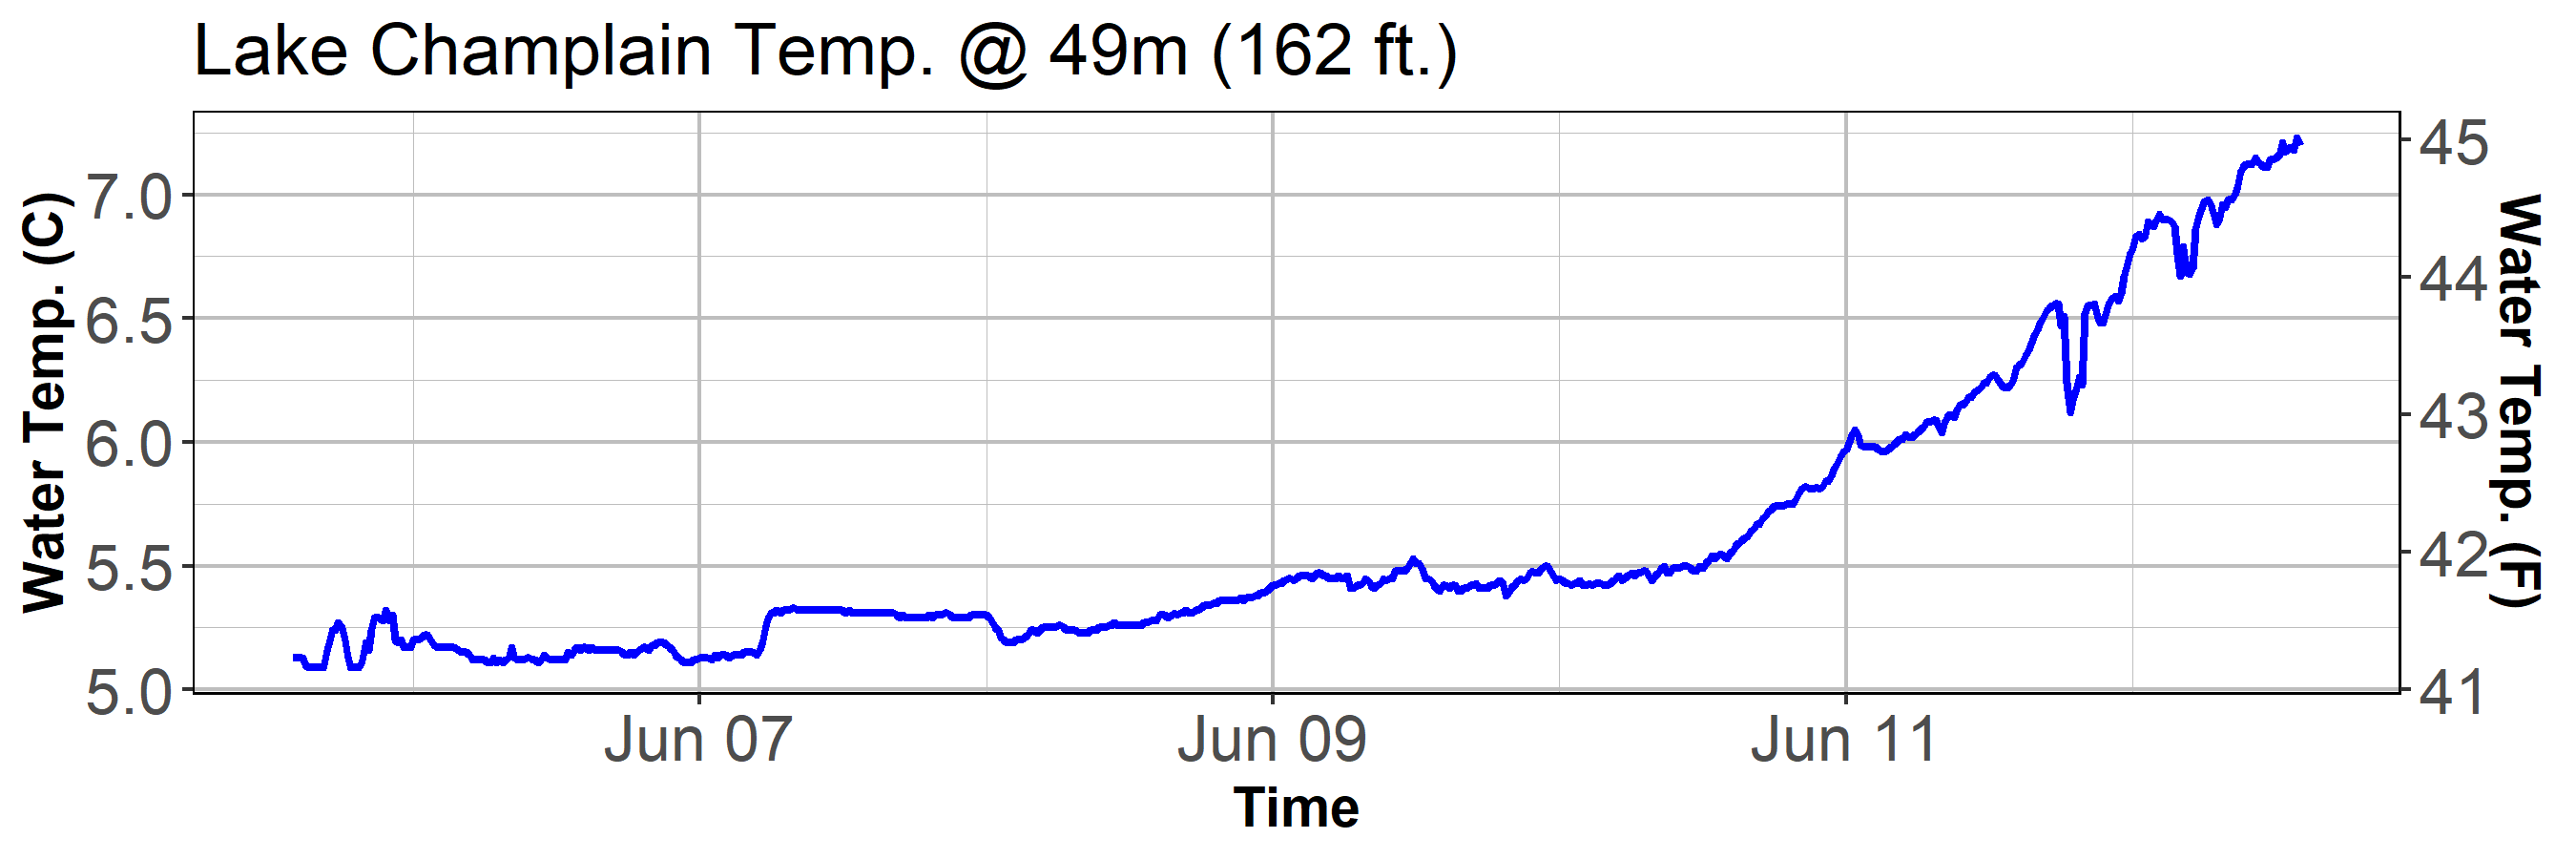 Lake Champlain Temp. @ 49m (162 ft.)
Water Temp. (C)
7.0
6.5
6.0
5.5
5.0
45
44
43
42
41
Water Temp. (F)
Jun 07 Jun 09 Jun 11
Time